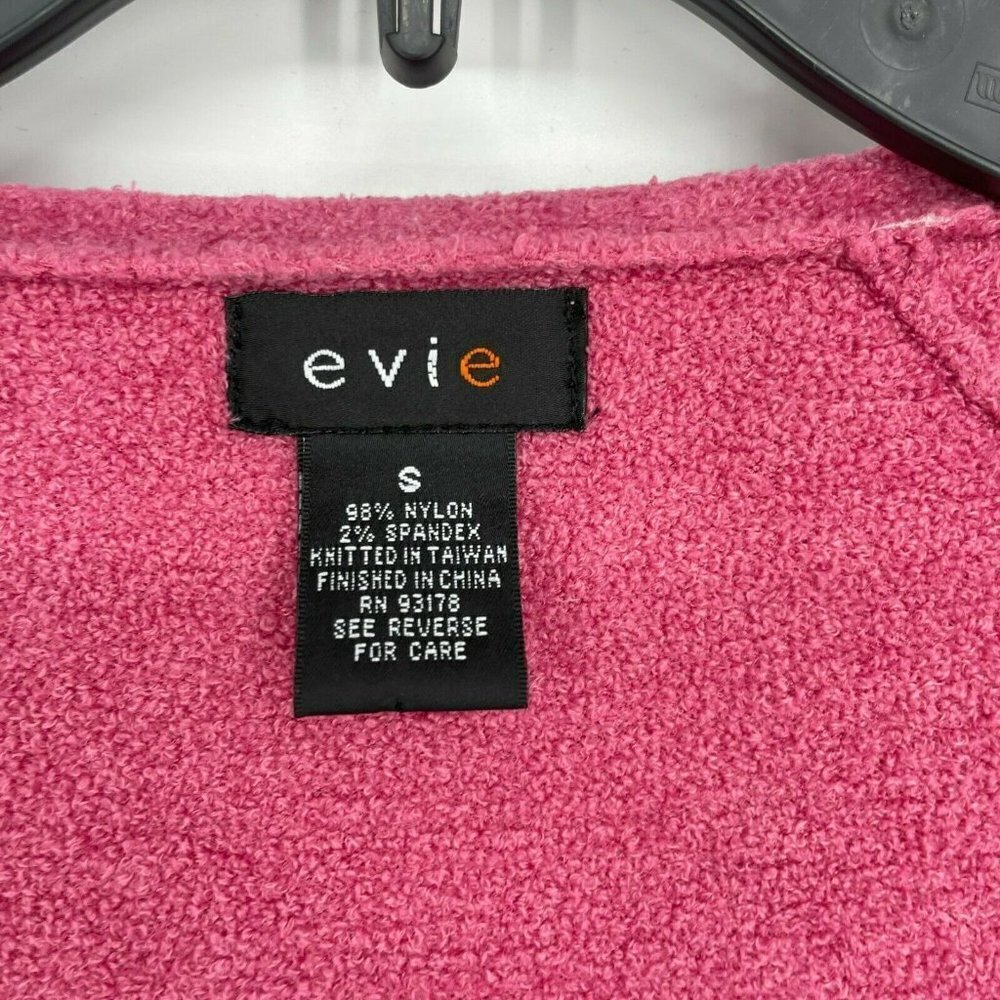 evie
S
98% NYLON
2% SPANDEX
KNITTED IN TAIWAN
FINISHED IN CHINA
RN 93178
SEE REVERSE
FOR CARE